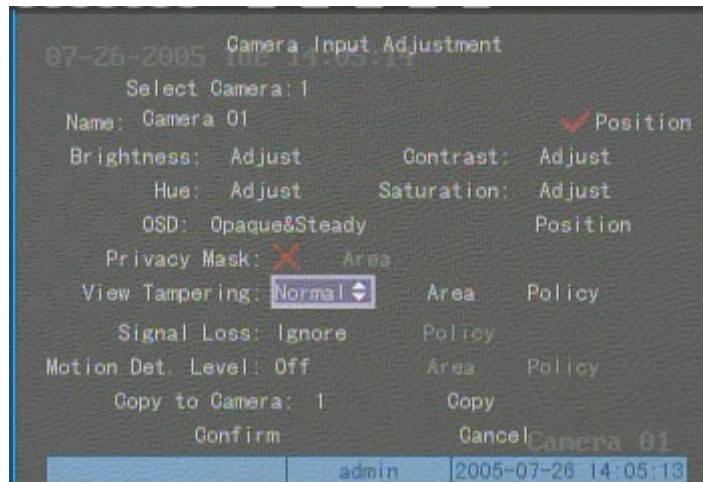 Camera Input Adjustment
07-26-2005 Tue 14:05:14
Select Camera: 1
Name: Camera 01 Position
Brightness: Adjust Contrast: Adjust
Hue: Adjust Saturation: Adjust
OSD: Opaque&Steady Position
Privacy Mask: Area
View Tampering: Normal Area Policy
Signal Loss: Ignore Policy
Motion Det. Level: Off Area Policy
Copy to Camera: 1 Copy
Confirm Cancel
Camera 01
admin 2005-07-26 14:05:13